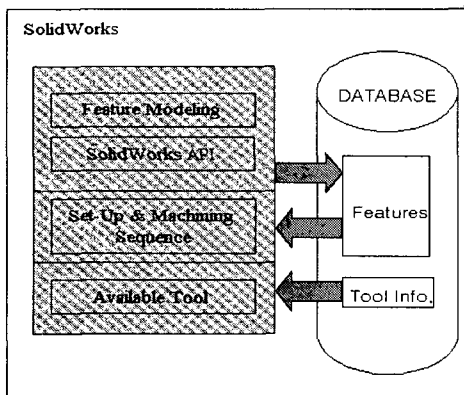 SolidWorks
Feature Modeling
SolidWorks API
Set-Up & Machining
Sequence
Available Tool
DATABASE
Features
Tool Info.